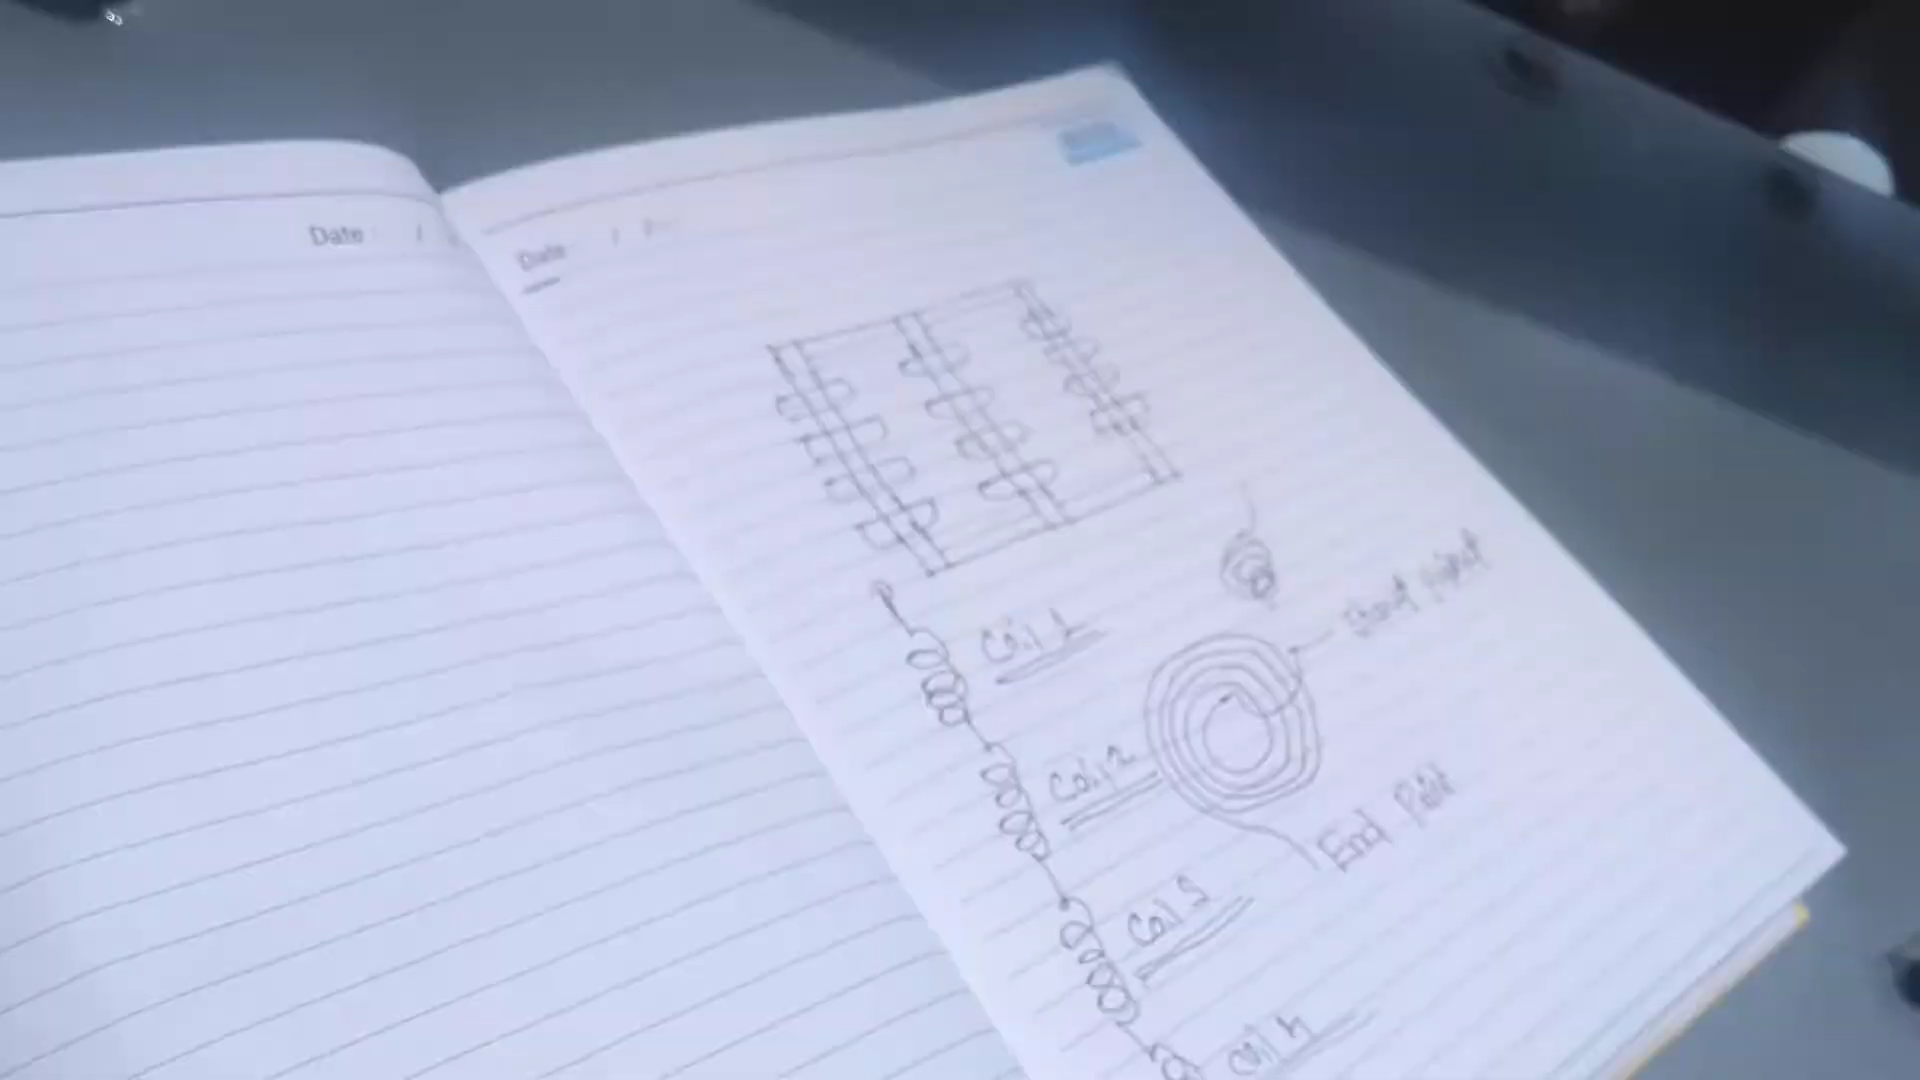 Date / /
Date / /
Coil 1
Start point
Coil 2
End point
Coil 3
Coil 4